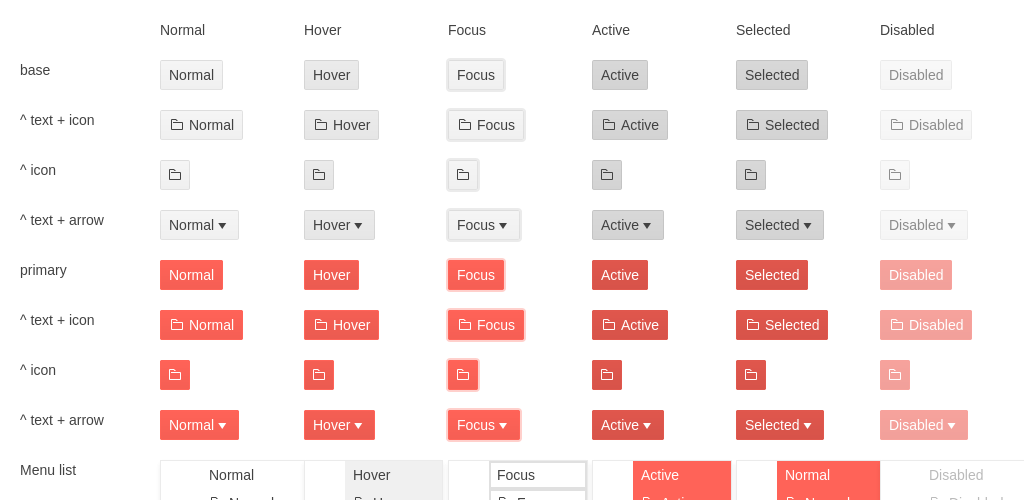 Normal Hover Focus Active Selected Disabled
base Normal Hover Focus Active Selected Disabled
^ text + icon Normal Hover Focus Active Selected Disabled
^ icon
^ text + arrow Normal Hover Focus Active Selected Disabled
primary Normal Hover Focus Active Selected Disabled
^ text + icon Normal Hover Focus Active Selected Disabled
^ icon
^ text + arrow Normal Hover Focus Active Selected Disabled
Menu list Normal Hover Focus Active Normal Disabled